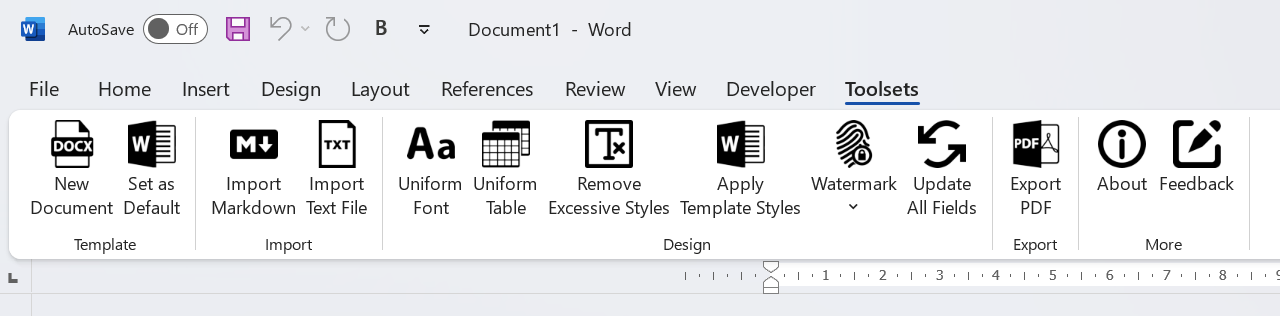 W AutoSave Off B Document1 - Word
File Home Insert Design Layout References Review View Developer Toolsets
DOCX W M TXT Aa T W PDF
New Set as Import Import Uniform Uniform Remove Apply Watermark Update Export About Feedback
Document Default Markdown Text File Font Table Excessive Styles Template Styles All Fields PDF
Template Import Design Export More
1 2 3 4 5 6 7 8 9